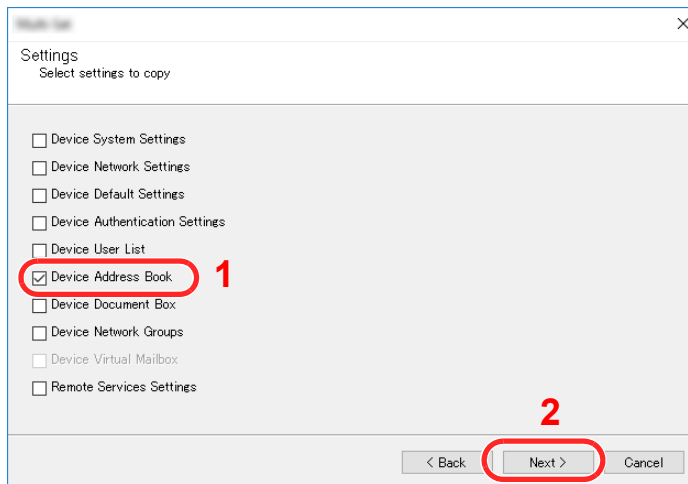 Settings
Select settings to copy
Device System Settings
Device Network Settings
Device Default Settings
Device Authentication Settings
Device User List
Device Address Book
1
Device Document Box
Device Network Groups
Device Virtual Mailbox
Remote Services Settings
2
< Back
Next >
Cancel